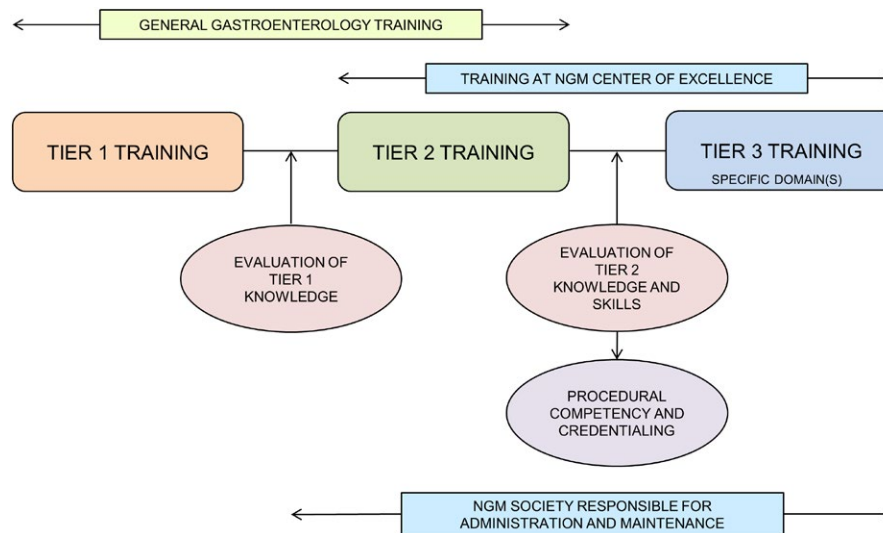 GENERAL GASTROENTEROLOGY TRAINING
TRAINING AT NGM CENTER OF EXCELLENCE
TIER 1 TRAINING
TIER 2 TRAINING
TIER 3 TRAINING
SPECIFIC DOMAIN(S)
EVALUATION OF
TIER 1
KNOWLEDGE
EVALUATION OF
TIER 2
KNOWLEDGE AND
SKILLS
PROCEDURAL
COMPETENCY AND
CREDENTIALING
NGM SOCIETY RESPONSIBLE FOR
ADMINISTRATION AND MAINTENANCE